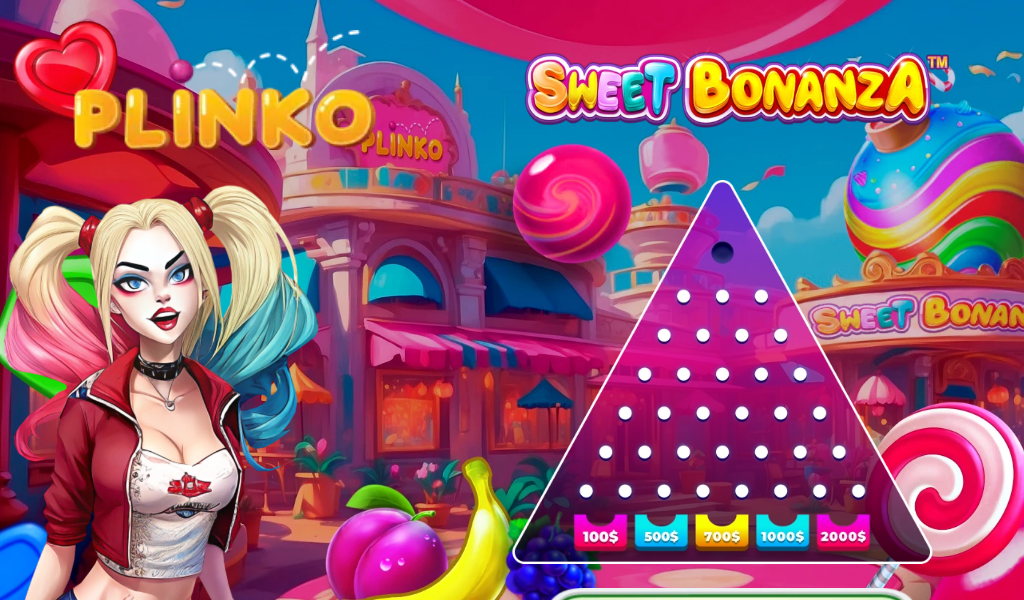 PLINKO
SWEET BONANZA™
PLINKO
SWEET BONAN
100$ 500$ 700$ 1000$ 2000$